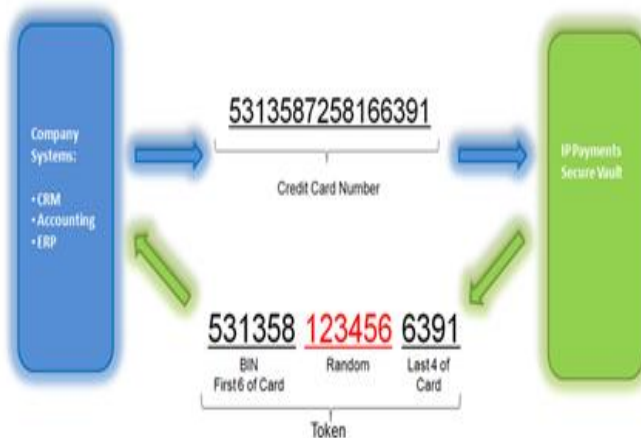 Company
Systems:
• CRM
• Accounting
• ERP
5313587258166391
Credit Card Number
IP Payments
Secure Vault
531358 123456 6391
BIN
First 6 of Card
Random
Last 4 of
Card
Token